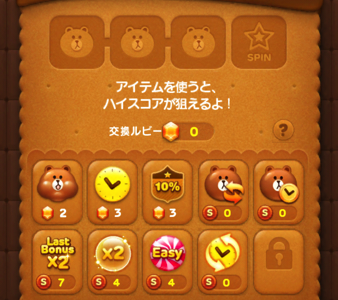 SPIN
アイテムを使うと、
ハイスコアが狙えるよ！
交換ルビー 0 ?
10%
2 3 3 S 0 S 0
Last
Bonus
x2 x2 Easy
S 7 S 4 S 4 S 0